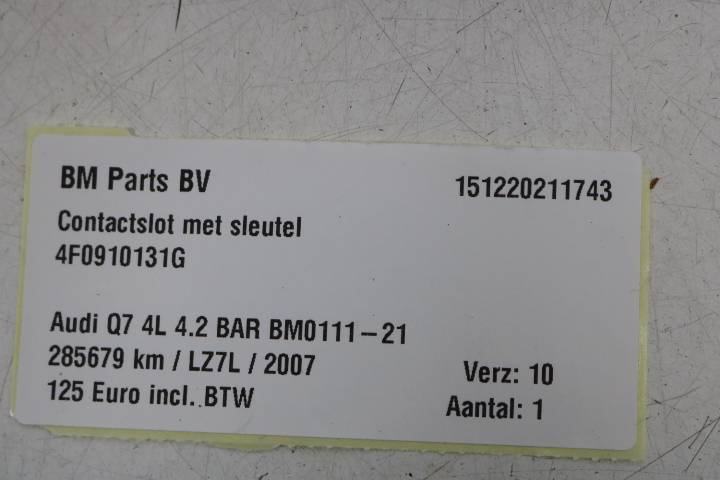 BM Parts BV 151220211743
Contactslot met sleutel
4F0910131G
Audi Q7 4L 4.2 BAR BM0111-21
285679 km / LZ7L / 2007 Verz: 10
125 Euro incl. BTW Aantal: 1